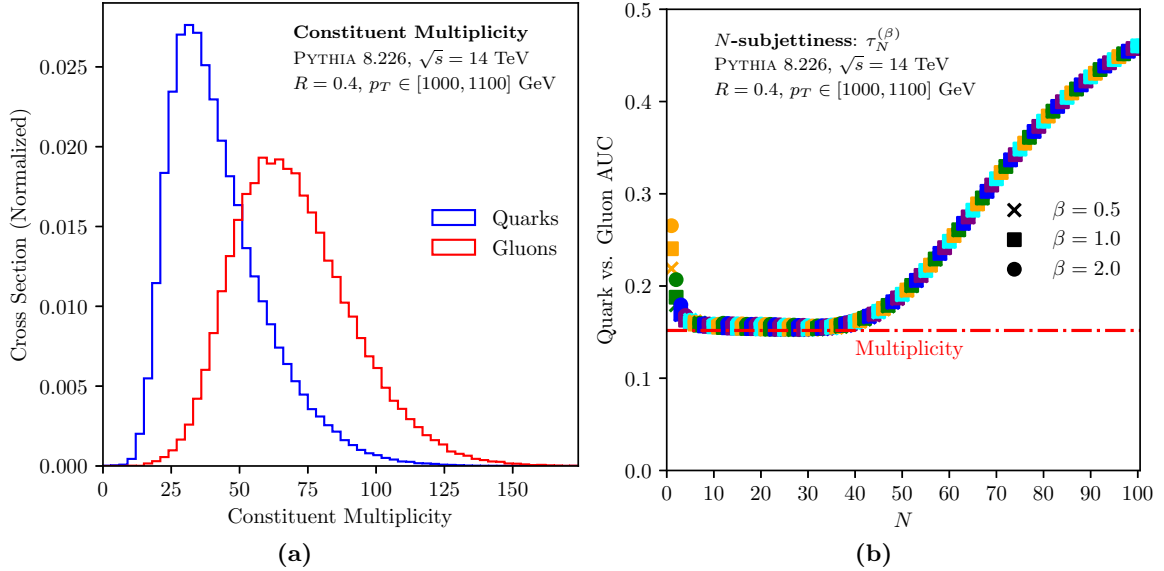 Constituent Multiplicity
PYTHIA 8.226, √s = 14 TeV
R = 0.4, p_T ∈ [1000, 1100] GeV
Quarks
Gluons
Cross Section (Normalized)
0.025
0.020
0.015
0.010
0.005
0.000
0 25 50 75 100 125 150
Constituent Multiplicity
(a)
N-subjettiness: τ_N^(β)
PYTHIA 8.226, √s = 14 TeV
R = 0.4, p_T ∈ [1000, 1100] GeV
β = 0.5
β = 1.0
β = 2.0
Multiplicity
Quark vs. Gluon AUC
0.5
0.4
0.3
0.2
0.1
0.0
0 10 20 30 40 50 60 70 80 90 100
N
(b)